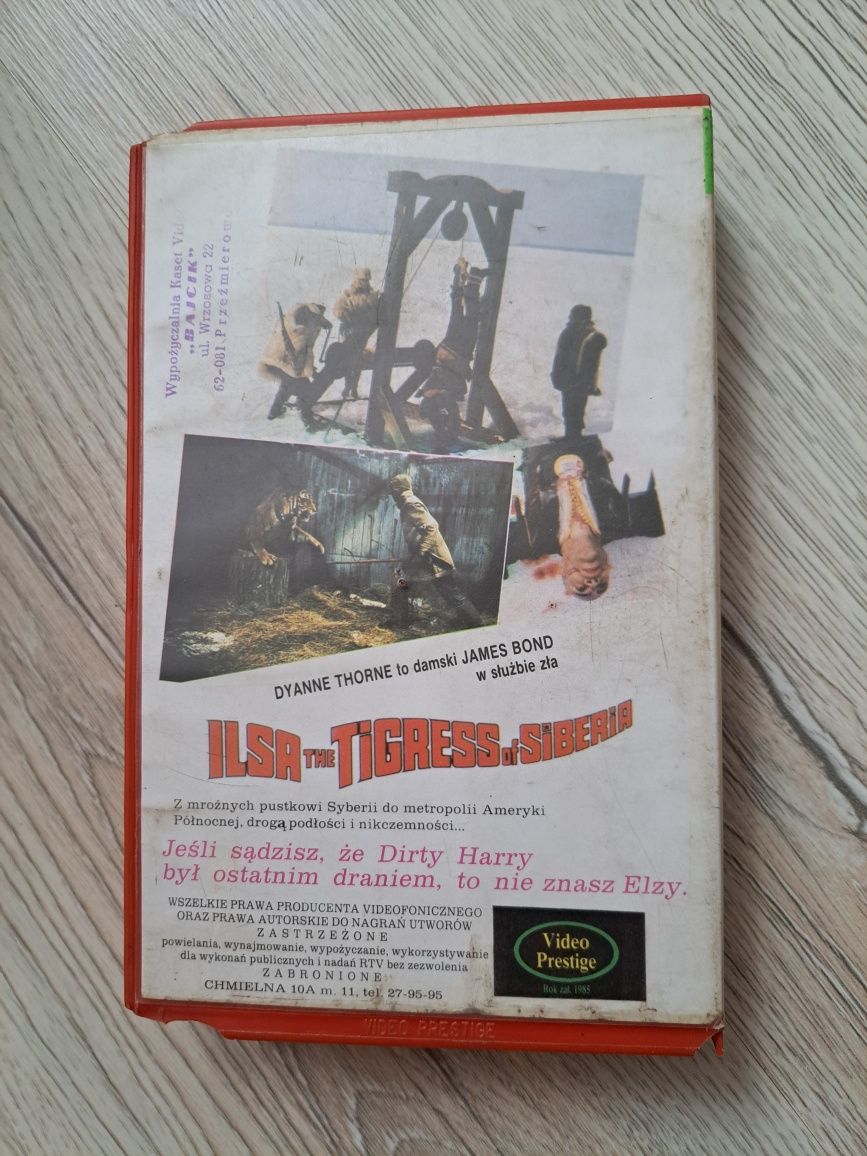 Wypożyczalnia Kaset
„BAJCIK”
ul. Wrzosowa 22
62-081 Przeźmierowo
DYANNE THORNE to damski JAMES BOND
w służbie zła
ILSA THE TIGRESS of SIBERIA
Z mroźnych pustkowi Syberii do metropolii Ameryki
Północnej, drogą podłości i nikczemności...
Jeśli sądzisz, że Dirty Harry
był ostatnim draniem, to nie znasz Elzy.
WSZELKIE PRAWA PRODUCENTA VIDEOFONICZNEGO
ORAZ PRAWA AUTORSKIE DO NAGRAŃ UTWORÓW
ZASTRZEŻONE
powielania, wynajmowanie, wypożyczanie, wykorzystywanie
dla wykonań publicznych i nadań RTV bez zezwolenia
ZABRONIONE
CHMIELNA 10A m. 11, tel. 27-95-95
Video
Prestige
Rok zał. 1985
VIDEO PRESTIGE